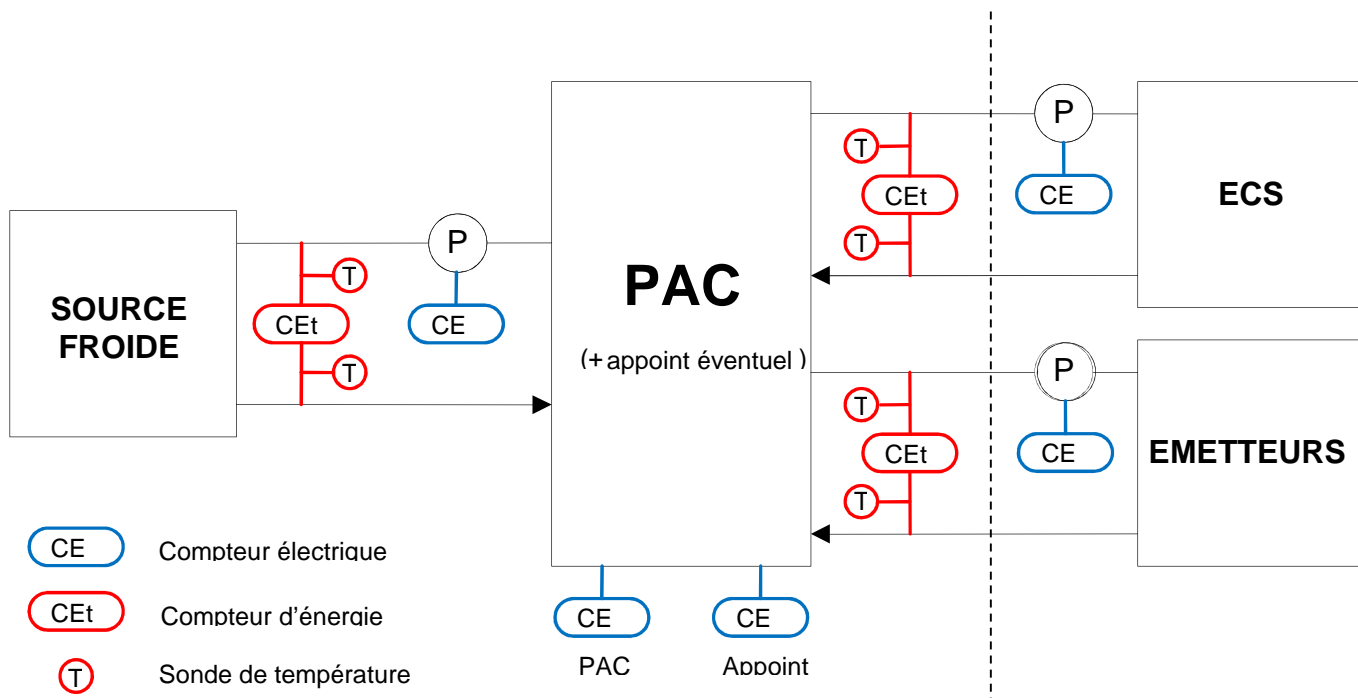 P
T
CE
CEt
ECS
T
SOURCE
FROIDE
T
CEt
T
P
CE
PAC
(+ appoint éventuel)
P
T
CE
CEt
EMETTEURS
T
CE
Compteur électrique
CEt
Compteur d'énergie
T
Sonde de température
CE
PAC
CE
Appoint